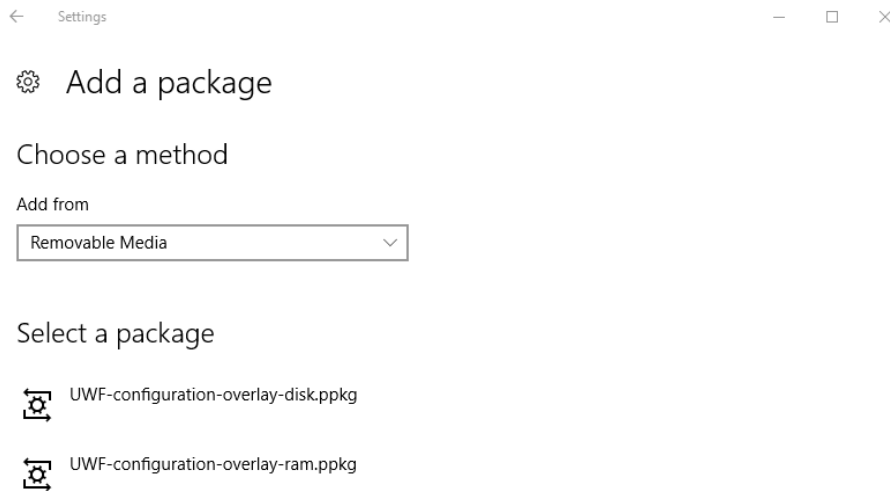 Settings
Add a package
Choose a method
Add from
Removable Media
Select a package
UWF-configuration-overlay-disk.ppkg
UWF-configuration-overlay-ram.ppkg